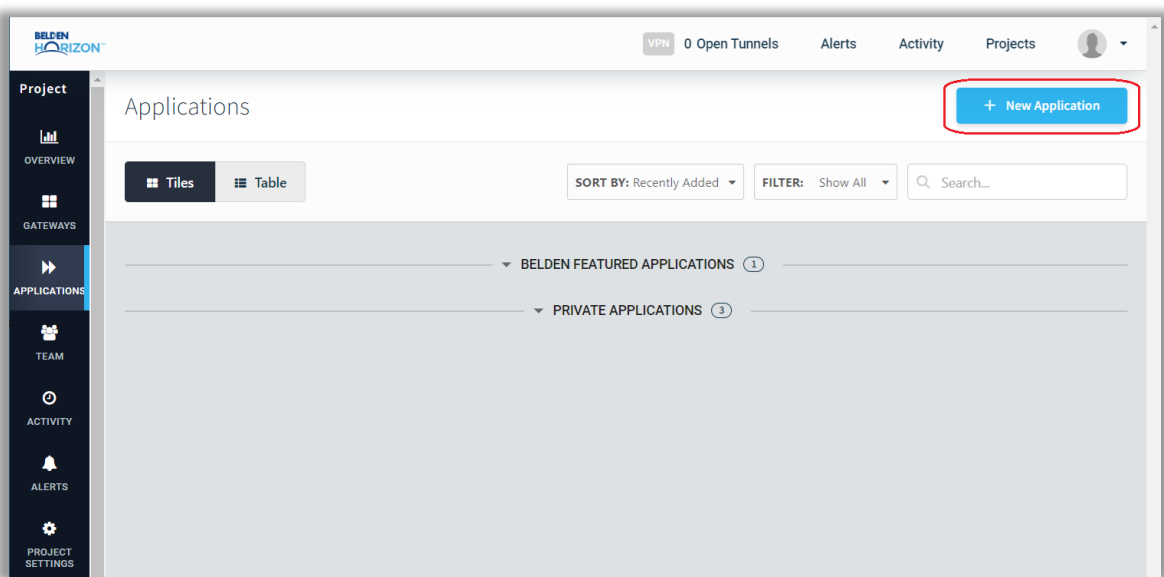 BELDEN
HORIZON™
VPN 0 Open Tunnels Alerts Activity Projects
Project
OVERVIEW
GATEWAYS
APPLICATIONS
TEAM
ACTIVITY
ALERTS
PROJECT
SETTINGS
Applications
+ New Application
Tiles Table
SORT BY: Recently Added FILTER: Show All Search...
BELDEN FEATURED APPLICATIONS 1
PRIVATE APPLICATIONS 3